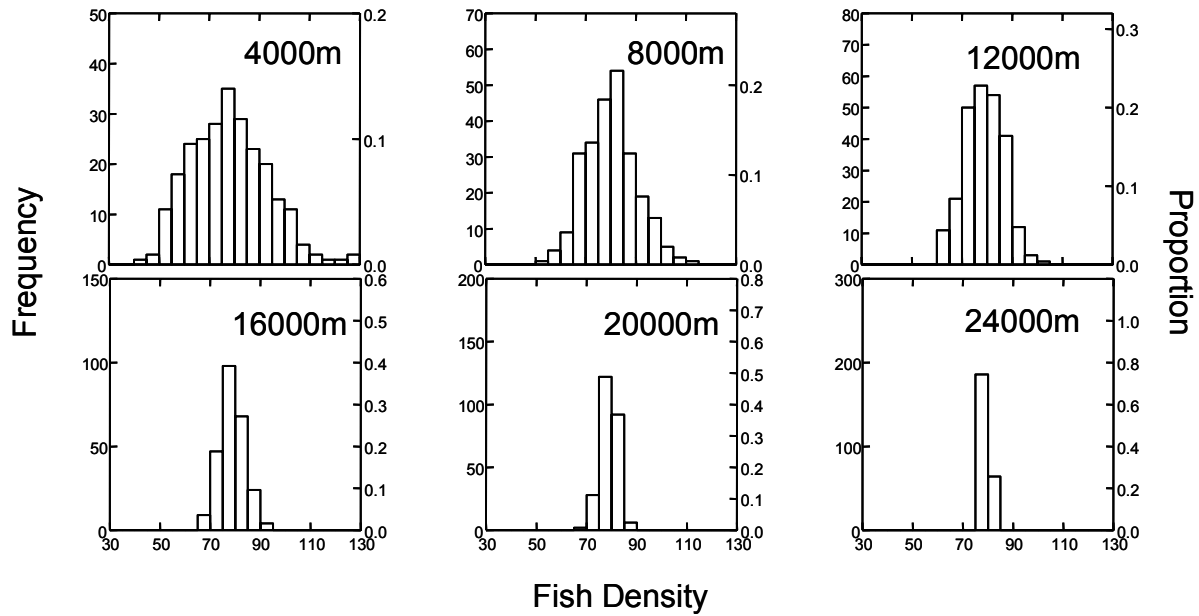 50 0.2 70 80
4000m 8000m 12000m 0.3
40 60 70
50 0.2 60
30 0.1 40 50 0.2
20 30 0.1 40
10 20 30 0.1
10 20
10
0 0.0 0 0.0 0 0.0
Frequency
Proportion
150 0.6 200 0.8 300
16000m 20000m 24000m
0.5 0.7 1.0
100 0.4 150 0.6 200 0.8
0.3 100 0.5 0.6
50 0.2 0.4 100 0.4
0.1 50 0.3 0.2
0.2
0.1
0 0.0 0 0.0 0 0.0
30 50 70 90 110 130 30 50 70 90 110 130 30 50 70 90 110 130
Fish Density